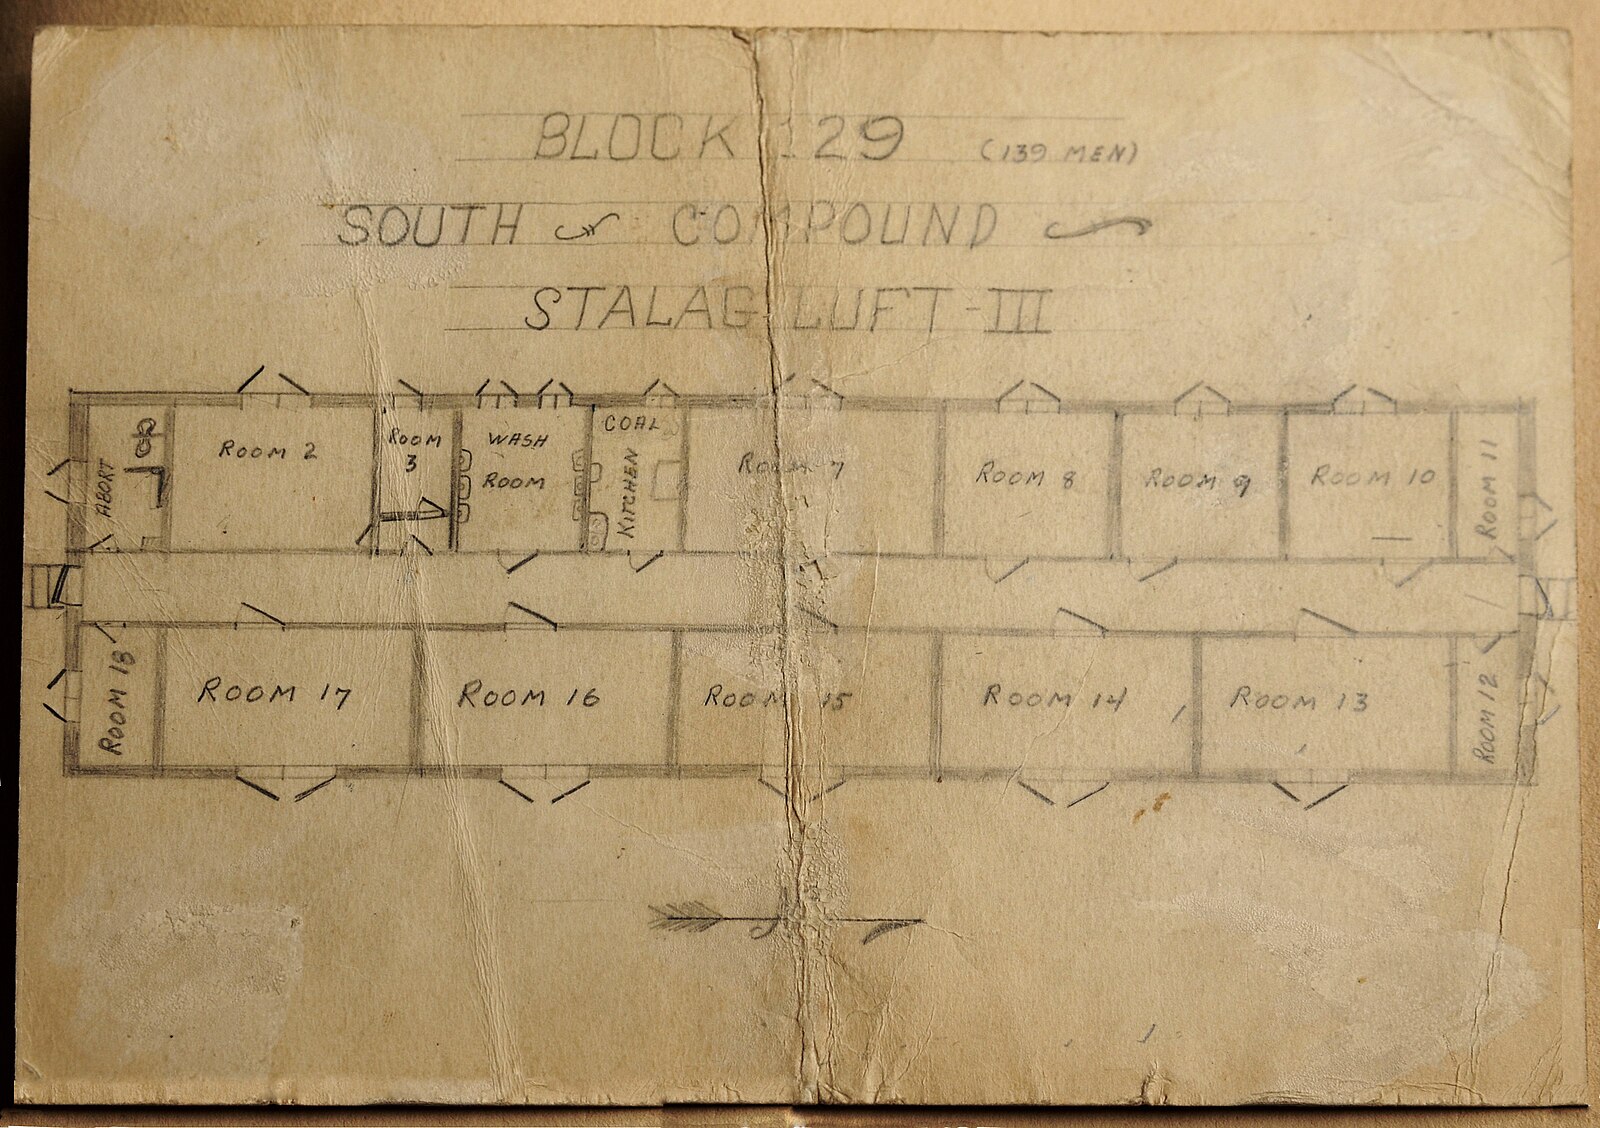 BLOCK 129 (139 MEN)
SOUTH COMPOUND
STALAG LUFT-III
ABORT
ROOM 2
ROOM
3
WASH
ROOM
COAL
KITCHEN
ROOM 7
ROOM 8
ROOM 9
ROOM 10
ROOM 11
ROOM 18
ROOM 17
ROOM 16
ROOM 15
ROOM 14
ROOM 13
ROOM 12